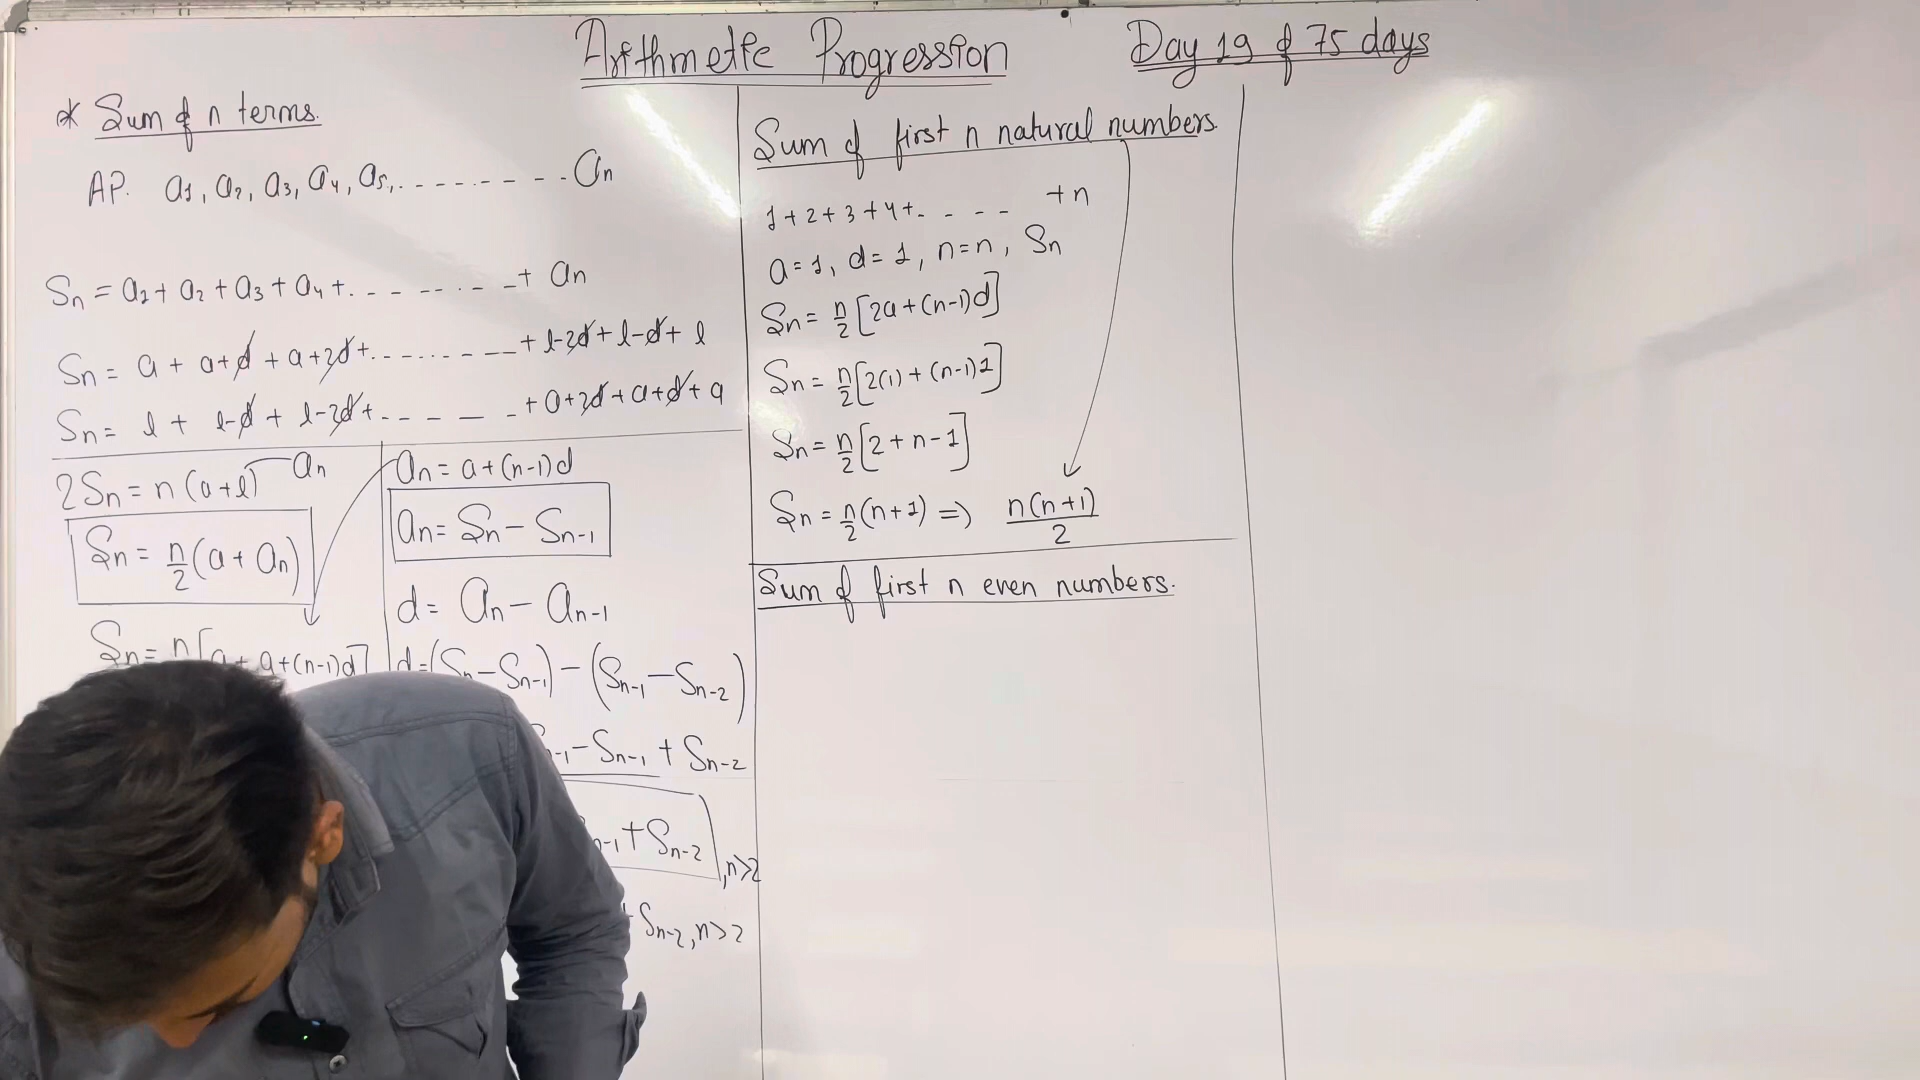 Arithmetic Progression
Day 19 of 75 days
* Sum of n terms.
AP. a1, a2, a3, a4, a5, - - - - - - - - - an
Sn = a1 + a2 + a3 + a4 + - - - - - - - - + an
Sn = a + a+d + a+2d + - - - - - - - - + l-2d + l-d + l
Sn = l + l-d + l-2d + - - - - - - + a+2d + a+d + a
2Sn = n(a+l) an
Sn = n/2 (a + an)
Sn = n [a + a+(n-1)d]
an = a+(n-1)d
an = Sn - Sn-1
d = an - an-1
d = (Sn - Sn-1) - (Sn-1 - Sn-2)
- Sn-1 + Sn-2
+ Sn-2 , n>2
Sn-2, n>2
Sum of first n natural numbers.
1+2+3+4+- - - - +n
a=1, d=1, n=n, Sn
Sn = n/2 [2a+(n-1)d]
Sn = n/2 [2(1)+(n-1)1]
Sn = n/2 [2+n-1]
Sn = n/2 (n+1) => n(n+1)/2
Sum of first n even numbers.